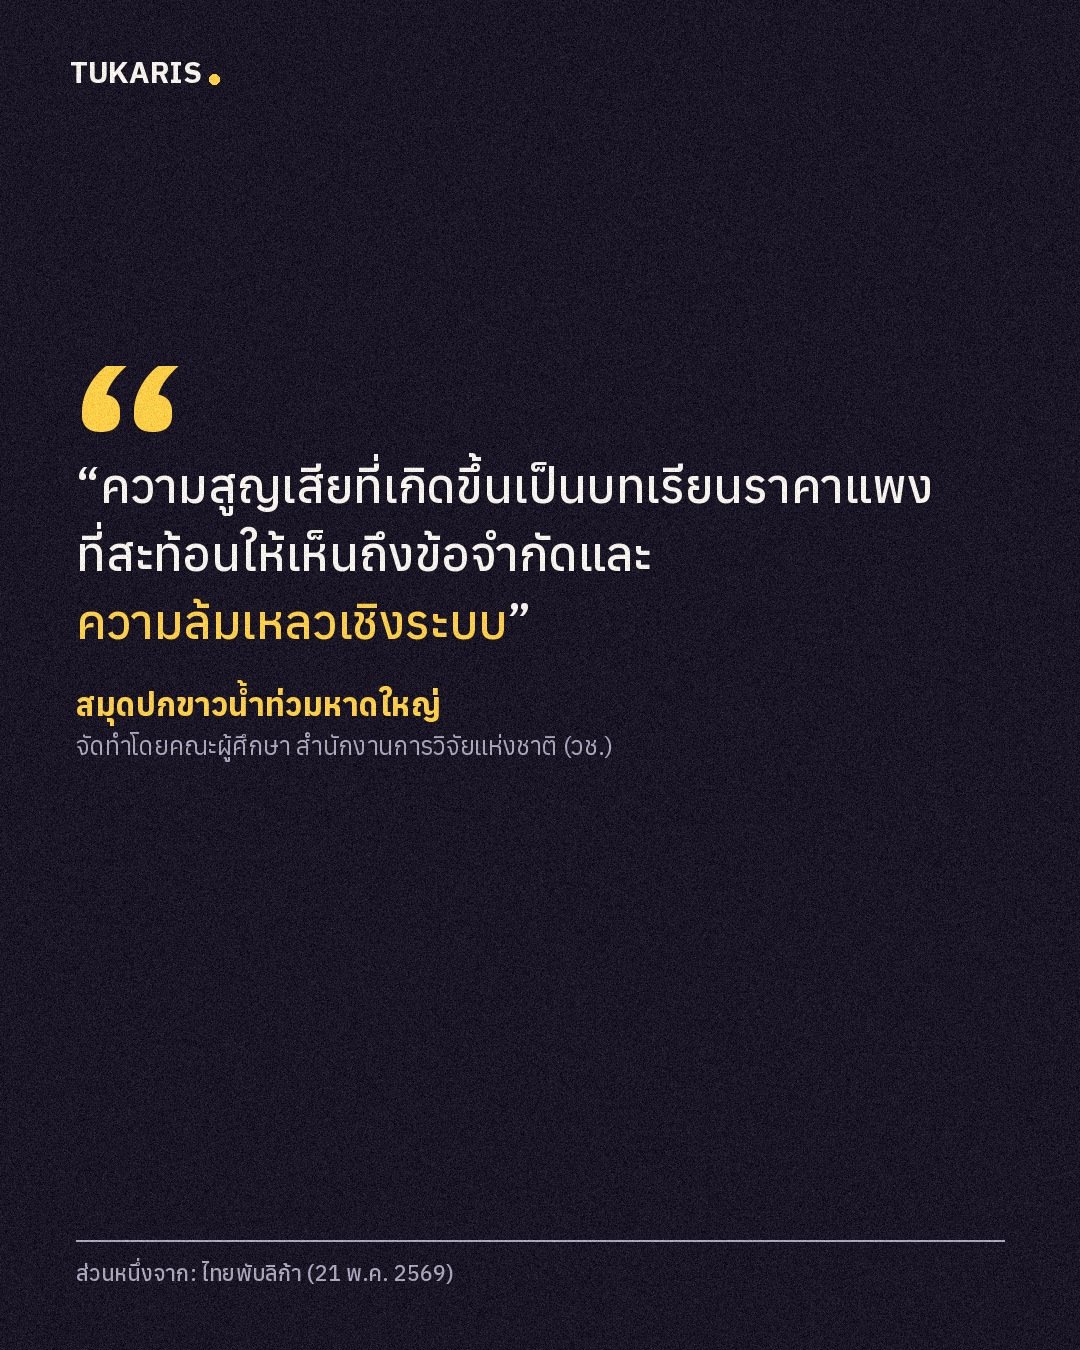 TUKARIS.
“ความสูญเสียที่เกิดขึ้นเป็นบทเรียนราคาแพง
ที่สะท้อนให้เห็นถึงข้อจำกัดและ
ความล้มเหลวเชิงระบบ”
สมุดปกขาวน้ำท่วมหาดใหญ่
จัดทำโดยคณะผู้ศึกษา สำนักงานการวิจัยแห่งชาติ (วช.)
ส่วนหนึ่งจาก: ไทยพับลิก้า (21 พ.ค. 2569)